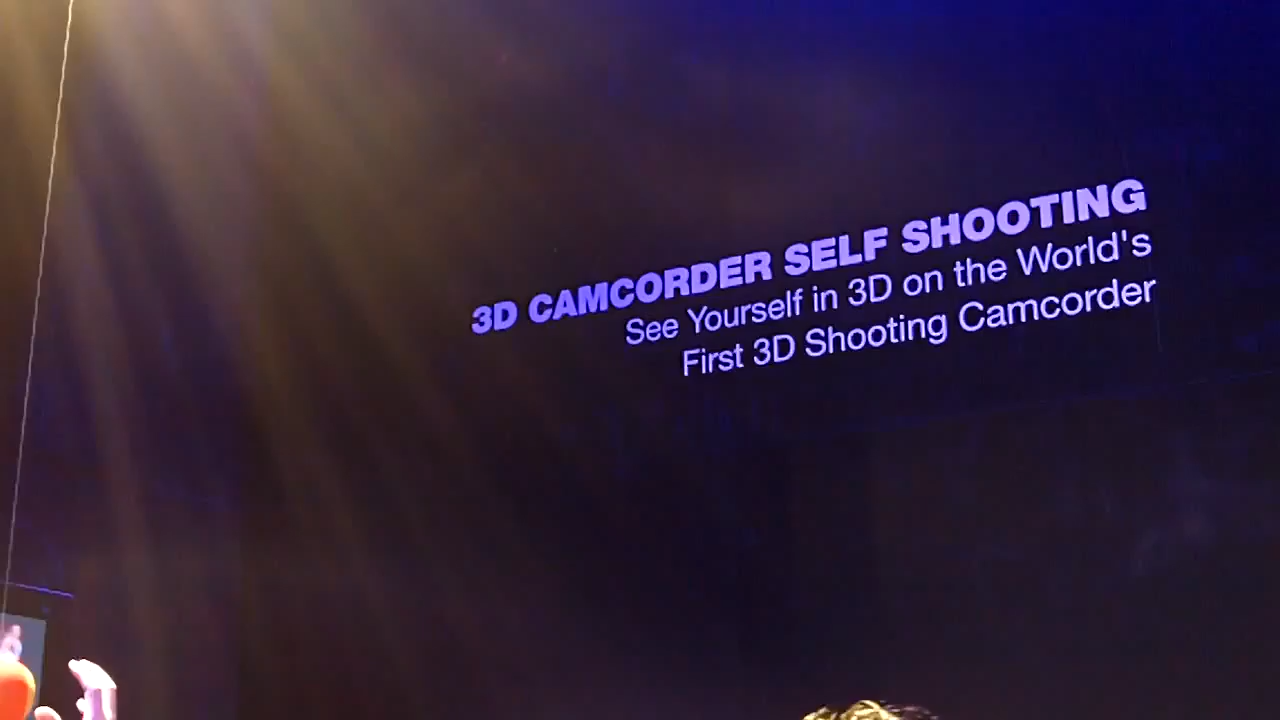 3D CAMCORDER SELF SHOOTING
See Yourself in 3D on the World's
First 3D Shooting Camcorder